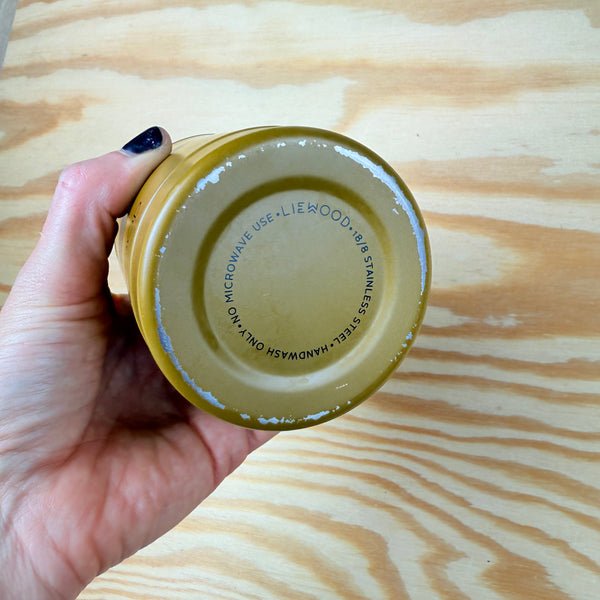 LIEWOOD • 18/8 STAINLESS STEEL • HANDWASH ONLY • NO MICROWAVE USE •